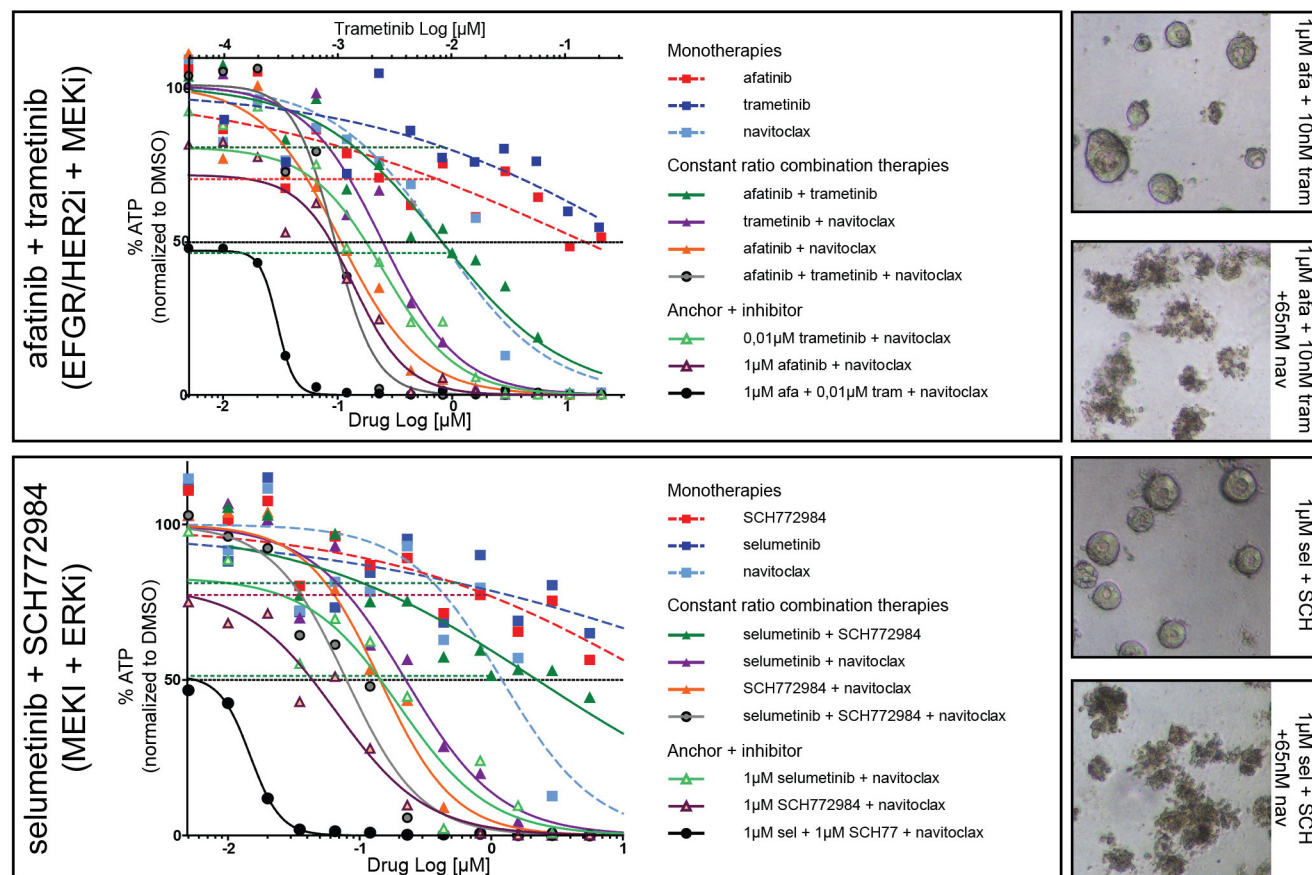 afatinib + trametinib
(EFGR/HER2i + MEKi)
Trametinib Log [µM]
-4 -3 -2 -1
% ATP
(normalized to DMSO)
100
50
0
-2 -1 0 1
Drug Log [µM]
Monotherapies
afatinib
trametinib
navitoclax
Constant ratio combination therapies
afatinib + trametinib
trametinib + navitoclax
afatinib + navitoclax
afatinib + trametinib + navitoclax
Anchor + inhibitor
0,01µM trametinib + navitoclax
1µM afatinib + navitoclax
1µM afa + 0,01µM tram + navitoclax
1µM afa + 10nM tram
1µM afa + 10nM tram
+65nM nav
selumetinib + SCH772984
(MEKI + ERKi)
% ATP
(normalized to DMSO)
100
50
0
-2 -1 0 1
Drug Log [µM]
Monotherapies
SCH772984
selumetinib
navitoclax
Constant ratio combination therapies
selumetinib + SCH772984
selumetinib + navitoclax
SCH772984 + navitoclax
selumetinib + SCH772984 + navitoclax
Anchor + inhibitor
1µM selumetinib + navitoclax
1µM SCH772984 + navitoclax
1µM sel + 1µM SCH77 + navitoclax
1µM sel + SCH
1µM sel + SCH
+65nM nav